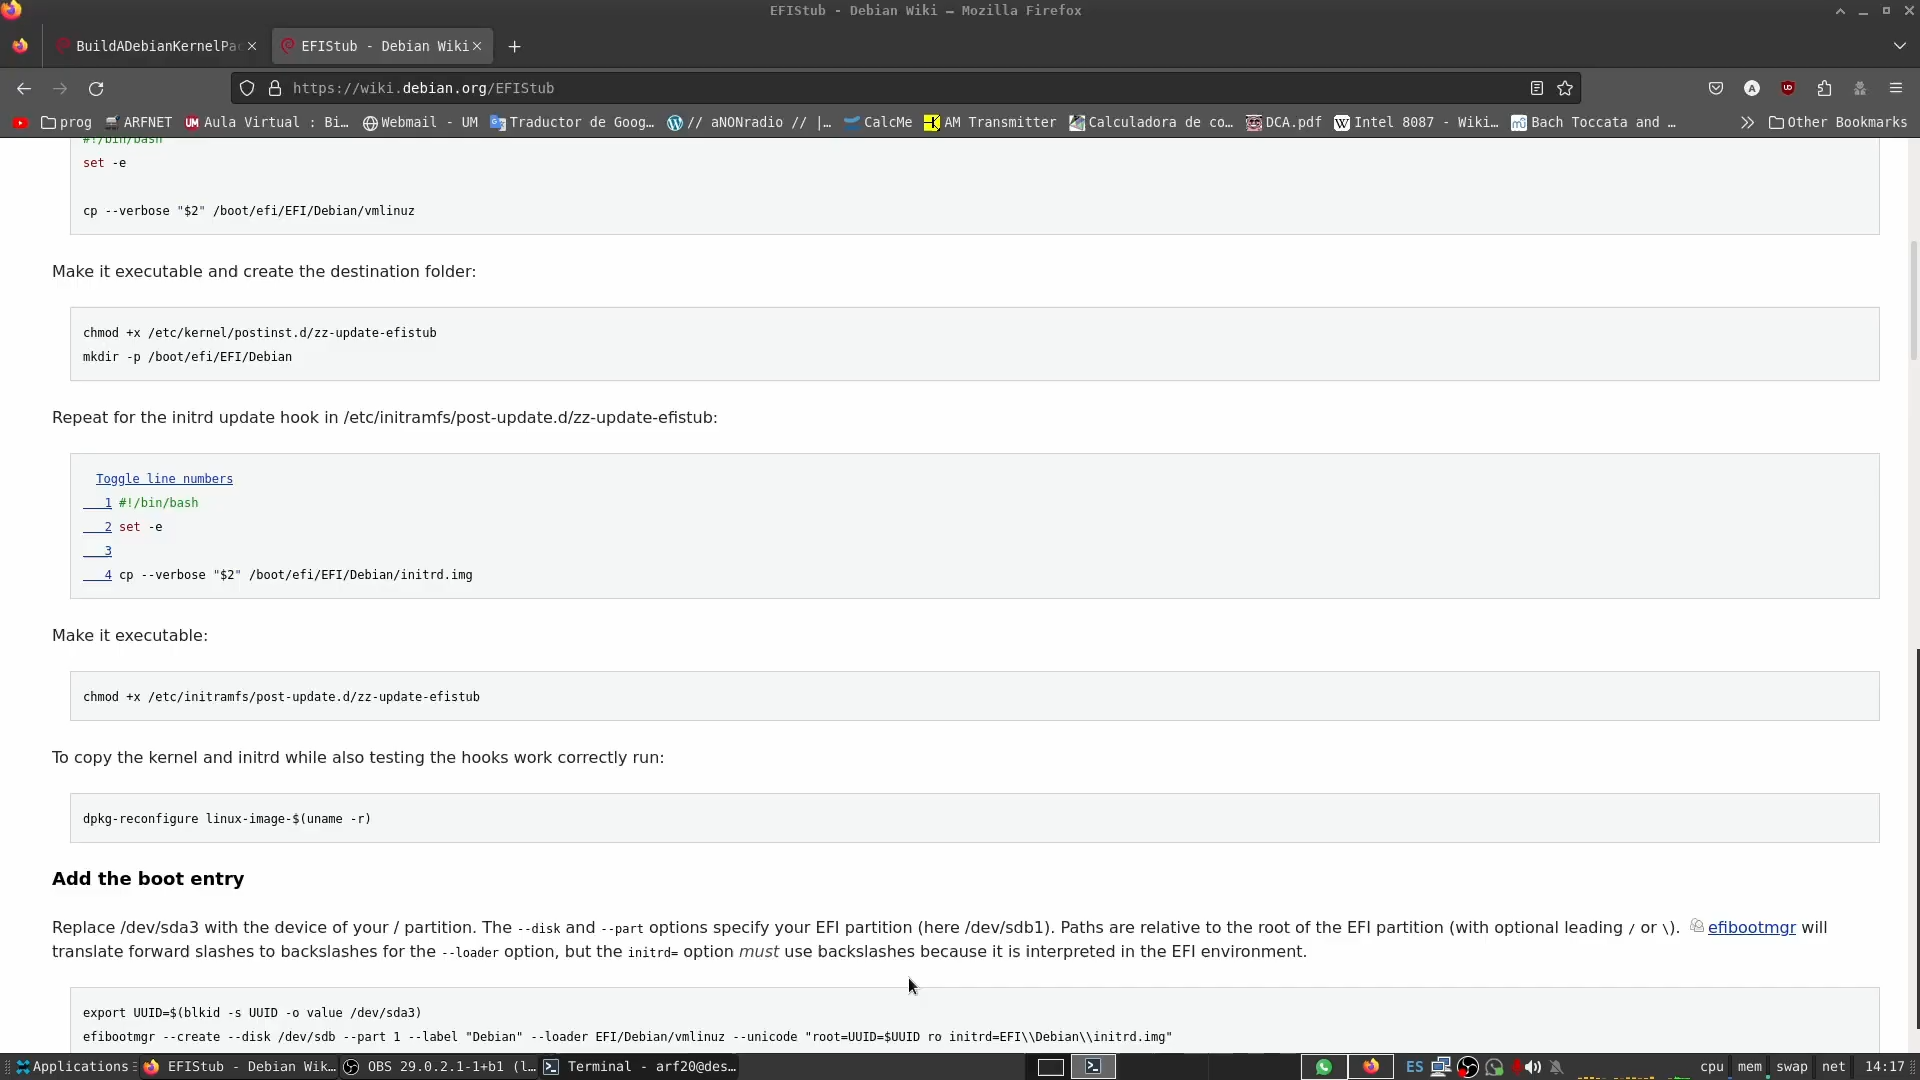 EFIStub - Debian Wiki — Mozilla Firefox
BuildADebianKernelPa
EFIStub - Debian Wiki
https://wiki.debian.org/EFIStub
prog ARFNET Aula Virtual : Bi… Webmail - UM Traductor de Goog… // aNONradio // |… CalcMe AM Transmitter Calculadora de co… DCA.pdf Intel 8087 - Wiki… Bach Toccata and … Other Bookmarks
#!/bin/bash
set -e
cp --verbose "$2" /boot/efi/EFI/Debian/vmlinuz
Make it executable and create the destination folder:
chmod +x /etc/kernel/postinst.d/zz-update-efistub
mkdir -p /boot/efi/EFI/Debian
Repeat for the initrd update hook in /etc/initramfs/post-update.d/zz-update-efistub:
Toggle line numbers
1 #!/bin/bash
2 set -e
3
4 cp --verbose "$2" /boot/efi/EFI/Debian/initrd.img
Make it executable:
chmod +x /etc/initramfs/post-update.d/zz-update-efistub
To copy the kernel and initrd while also testing the hooks work correctly run:
dpkg-reconfigure linux-image-$(uname -r)
Add the boot entry
Replace /dev/sda3 with the device of your / partition. The --disk and --part options specify your EFI partition (here /dev/sdb1). Paths are relative to the root of the EFI partition (with optional leading / or \). efibootmgr will
translate forward slashes to backslashes for the --loader option, but the initrd= option must use backslashes because it is interpreted in the EFI environment.
export UUID=$(blkid -s UUID -o value /dev/sda3)
efibootmgr --create --disk /dev/sdb --part 1 --label "Debian" --loader EFI/Debian/vmlinuz --unicode "root=UUID=$UUID ro initrd=EFI\\Debian\\initrd.img"
Applications EFIStub - Debian Wik… OBS 29.0.2.1-1+b1 (l… Terminal - arf20@des… ES cpu mem swap net 14:17